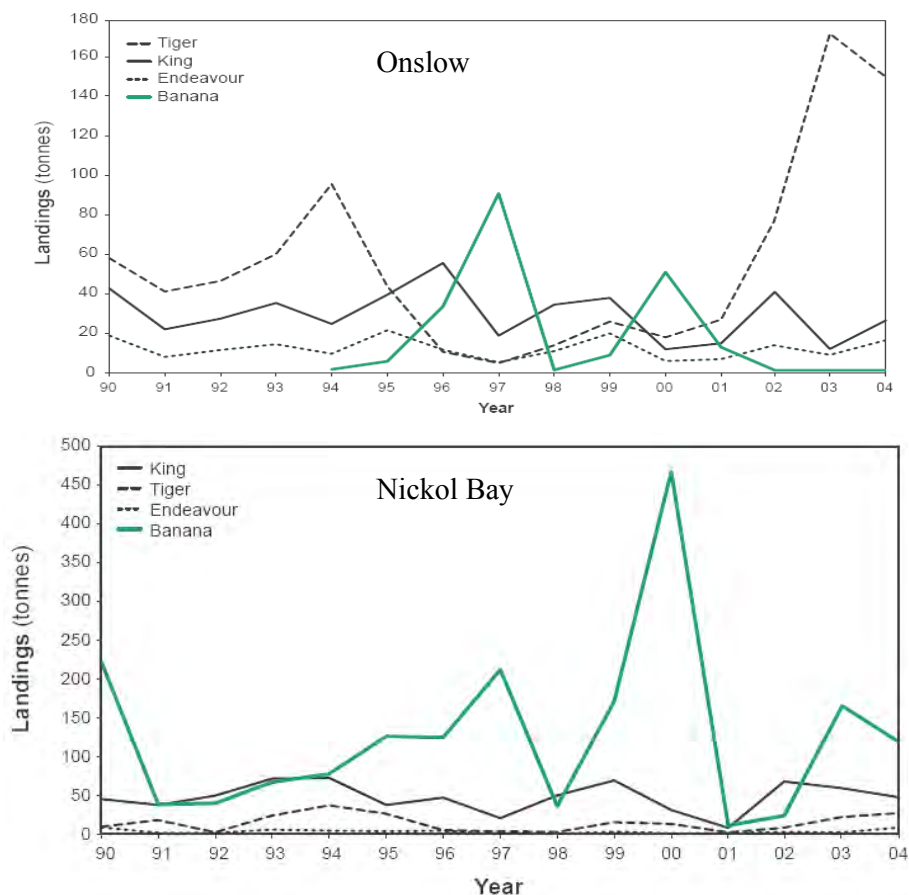 180
Tiger
King
Endeavour
Banana
Onslow
160
140
120
100
80
60
40
20
0
Landings (tonnes)
90 91 92 93 94 95 96 97 98 99 00 01 02 03 04
Year
500
King
Tiger
Endeavour
Banana
Nickol Bay
450
400
350
300
250
200
150
100
50
0
Landings (tonnes)
90 91 92 93 94 95 96 97 98 99 00 01 02 03 04
Year